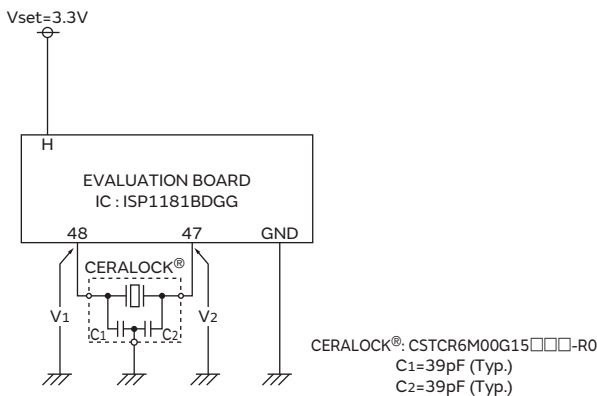 Vset=3.3V
H
EVALUATION BOARD
IC : ISP1181BDGG
48 47 GND
CERALOCK®
V1 V2
C1 C2
CERALOCK®: CSTCR6M00G15□□□-R0
C1=39pF (Typ.)
C2=39pF (Typ.)